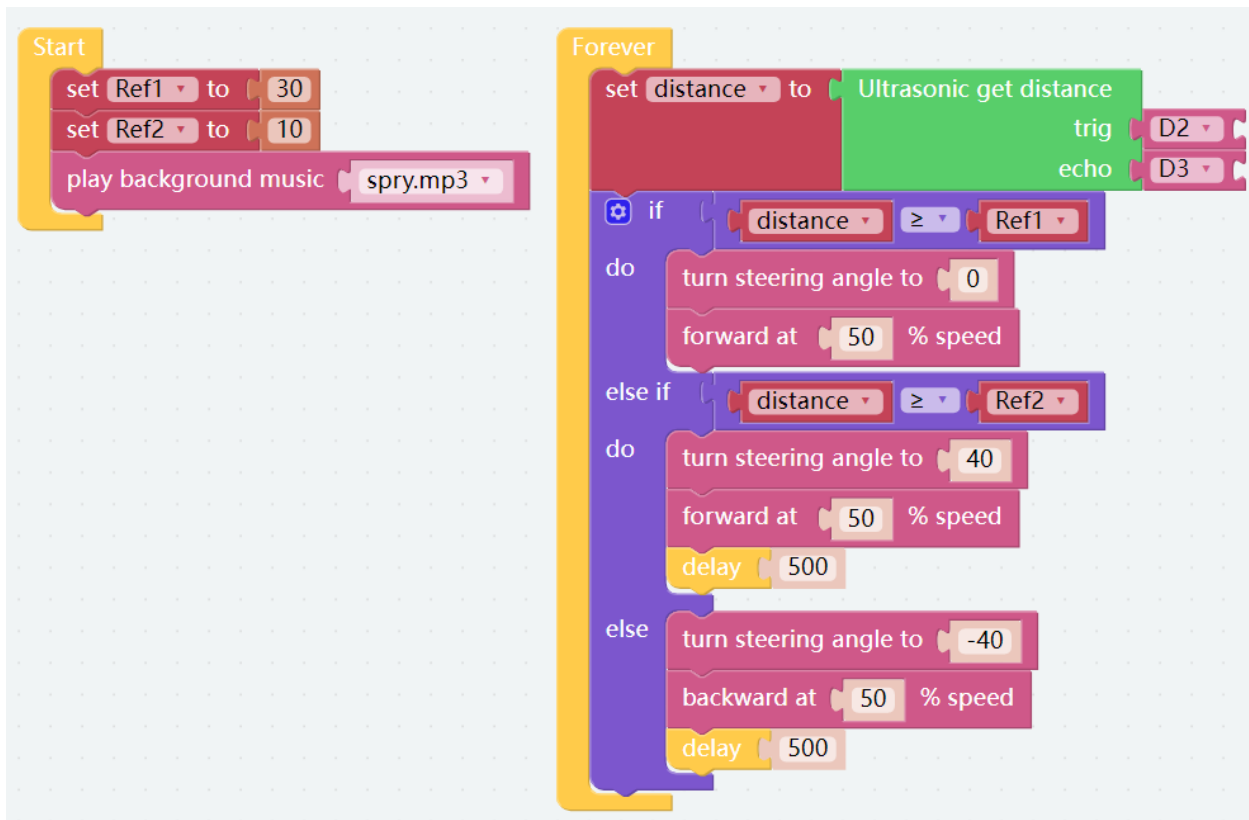 Start
set Ref1 to 30
set Ref2 to 10
play background music spry.mp3
Forever
set distance to Ultrasonic get distance
trig D2
echo D3
if distance ≥ Ref1
do turn steering angle to 0
forward at 50 % speed
else if distance ≥ Ref2
do turn steering angle to 40
forward at 50 % speed
delay 500
else turn steering angle to -40
backward at 50 % speed
delay 500